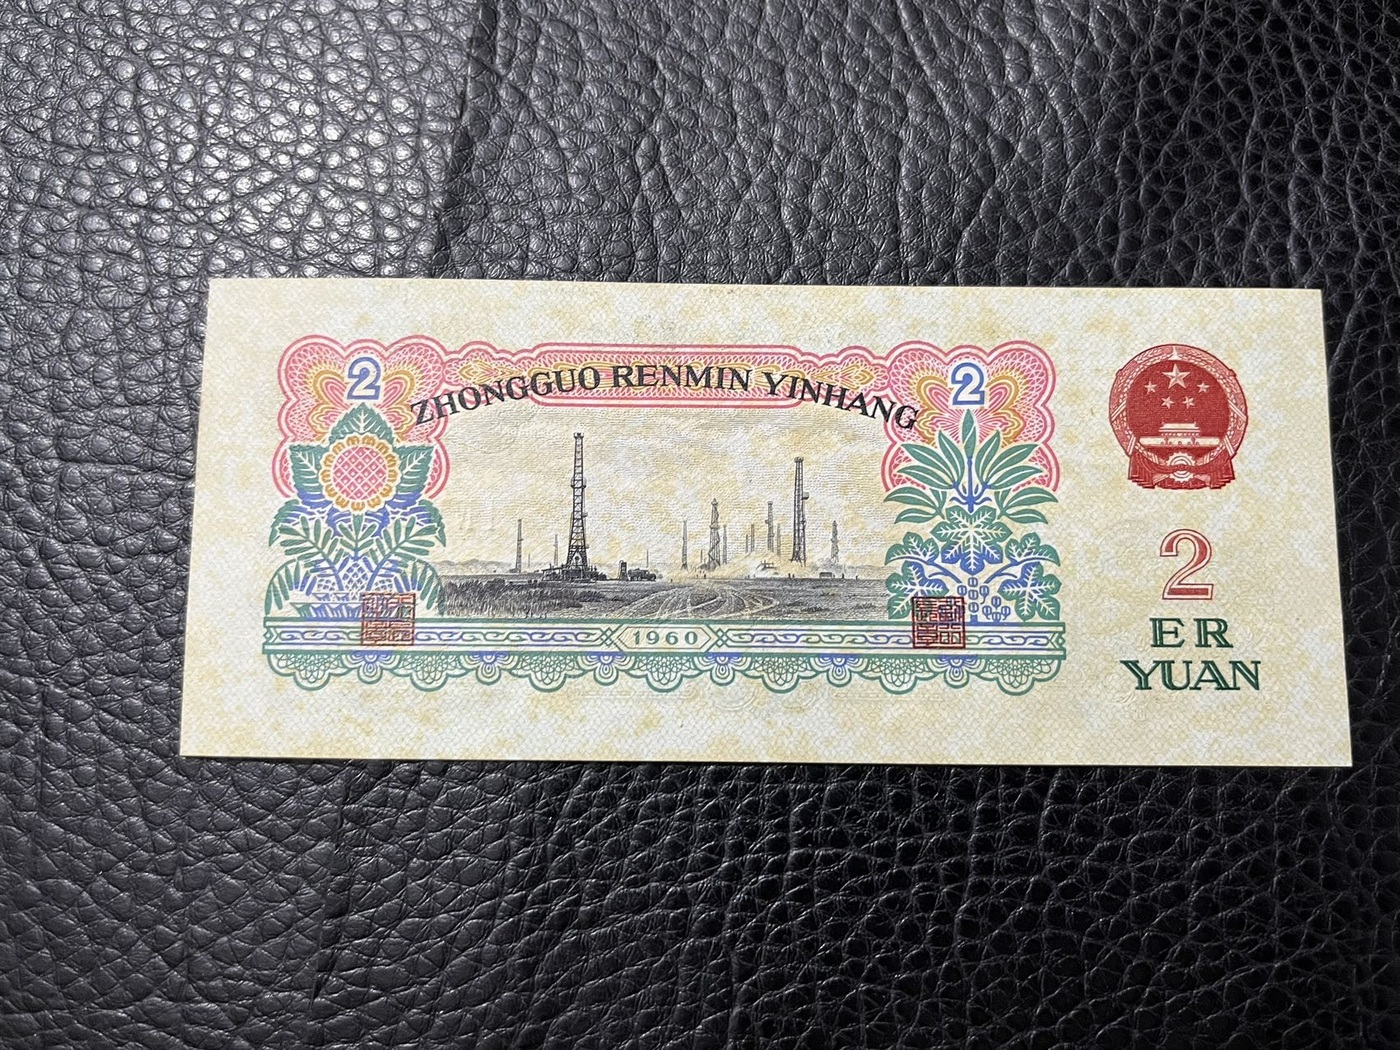 2
ZHONGGUO RENMIN YINHANG
2
2
ER
YUAN
1960